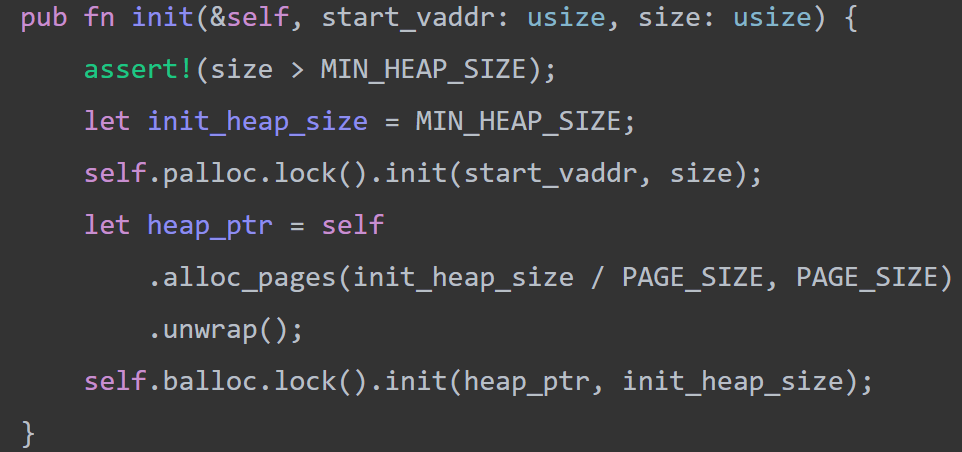 pub fn init(&self, start_vaddr: usize, size: usize) {
    assert!(size > MIN_HEAP_SIZE);
    let init_heap_size = MIN_HEAP_SIZE;
    self.palloc.lock().init(start_vaddr, size);
    let heap_ptr = self
        .alloc_pages(init_heap_size / PAGE_SIZE, PAGE_SIZE)
        .unwrap();
    self.balloc.lock().init(heap_ptr, init_heap_size);
}